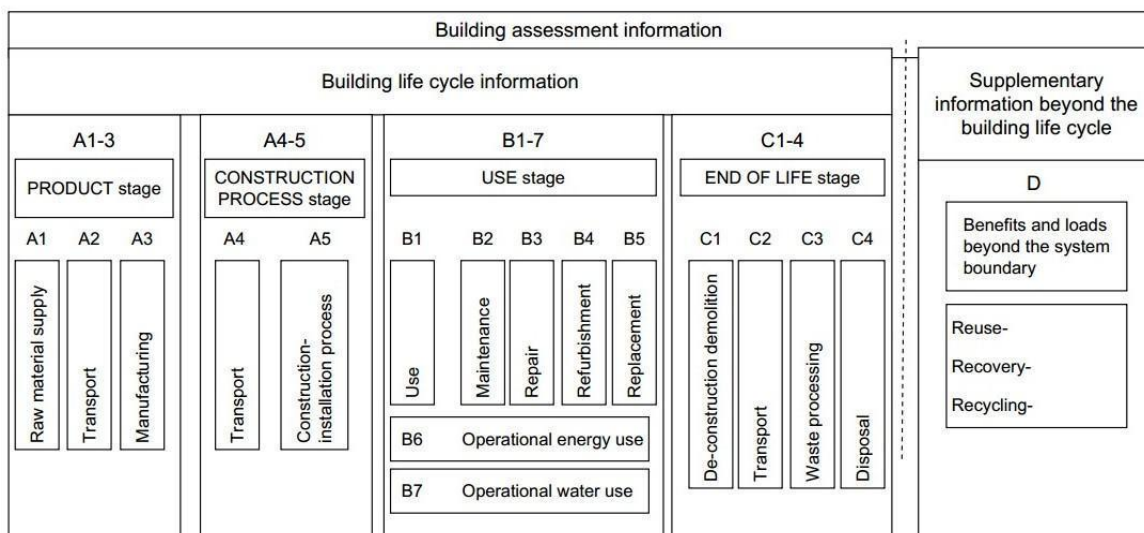 Building assessment information
Building life cycle information
Supplementary
information beyond the
building life cycle
A1-3
PRODUCT stage
A1
A2
A3
Raw material supply
Transport
Manufacturing
A4-5
CONSTRUCTION
PROCESS stage
A4
A5
Transport
Construction-
installation process
B1-7
USE stage
B1
B2
B3
B4
B5
Use
Maintenance
Repair
Refurbishment
Replacement
B6 Operational energy use
B7 Operational water use
C1-4
END OF LIFE stage
C1
C2
C3
C4
De-construction demolition
Transport
Waste processing
Disposal
D
Benefits and loads
beyond the system
boundary
Reuse-
Recovery-
Recycling-